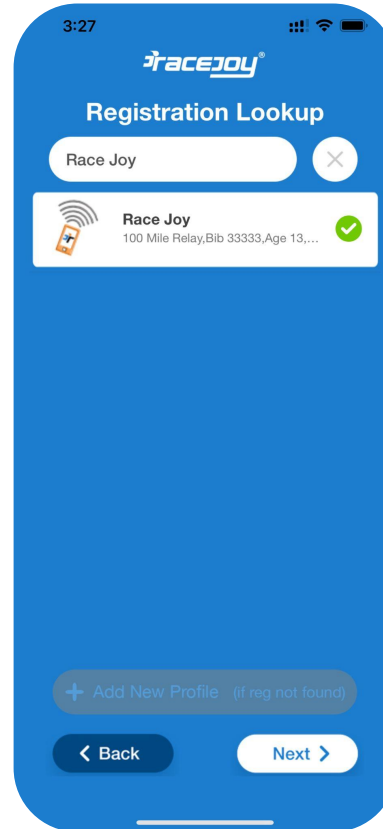 3:27
racejoy®
Registration Lookup
Race Joy
Race Joy
100 Mile Relay,Bib 33333,Age 13,...
Add New Profile (if reg not found)
Back
Next